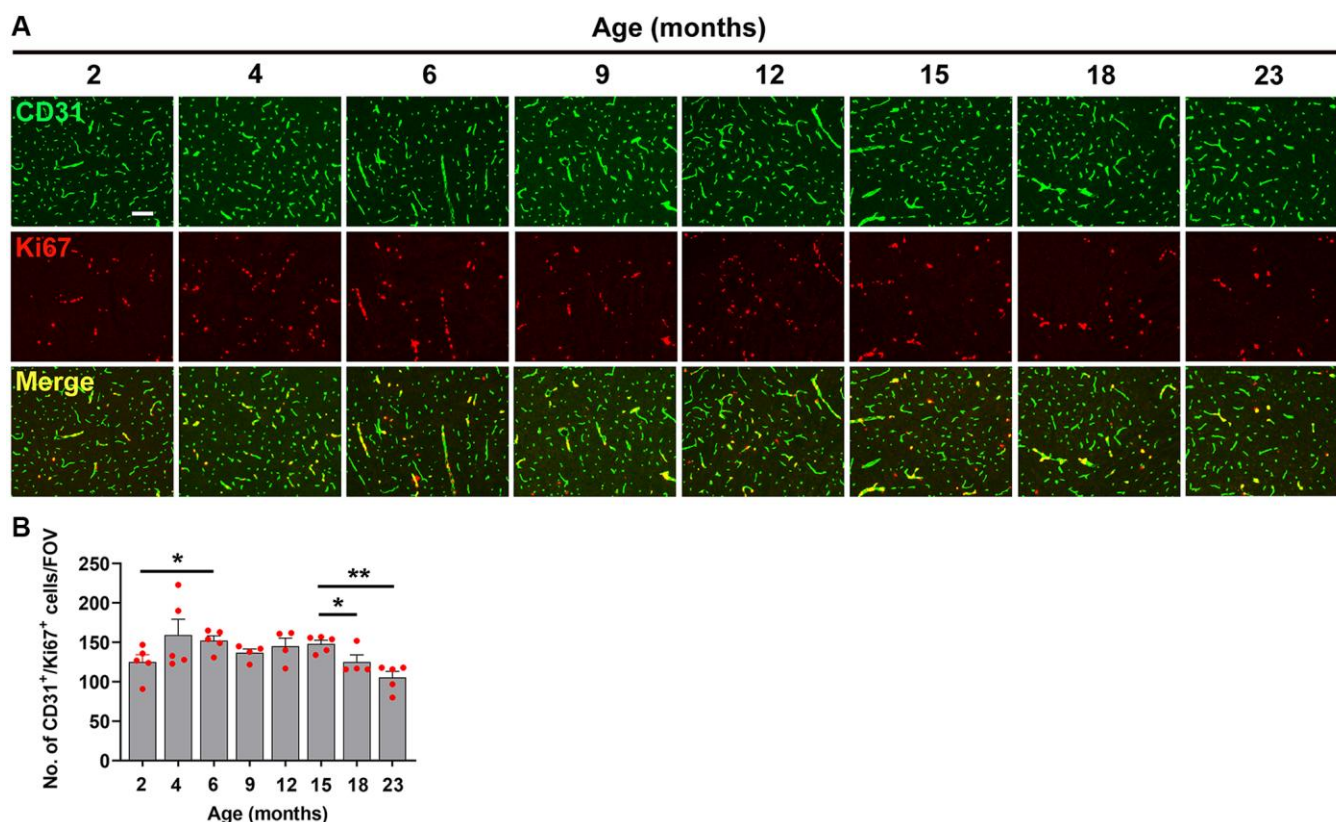 A
Age (months)
2 4 6 9 12 15 18 23
CD31
Ki67
Merge
B
No. of CD31⁺/Ki67⁺ cells/FOV
250
200
150
100
50
0
*
**
*
2 4 6 9 12 15 18 23
Age (months)